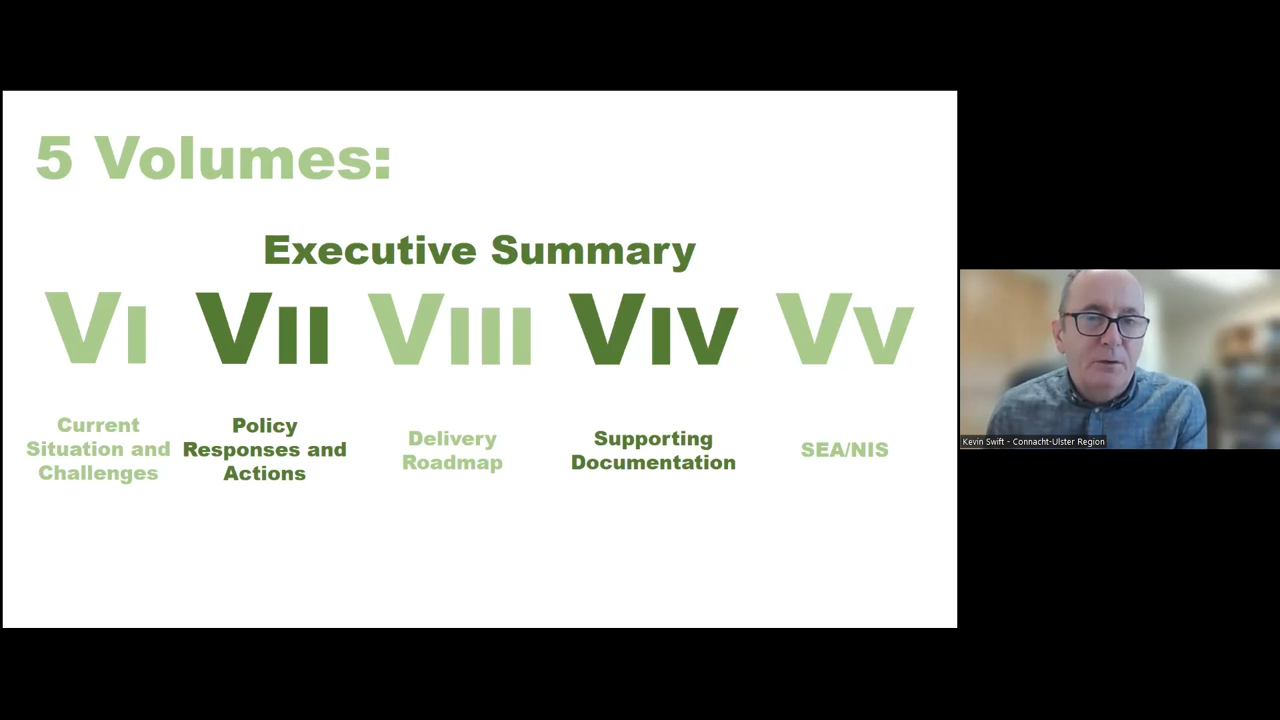 5 Volumes:
Executive Summary
VI VII VIII VIV VV
Current
Situation and
Challenges
Policy
Responses and
Actions
Delivery
Roadmap
Supporting
Documentation
SEA/NIS
Kevin Swift - Connacht-Ulster Region